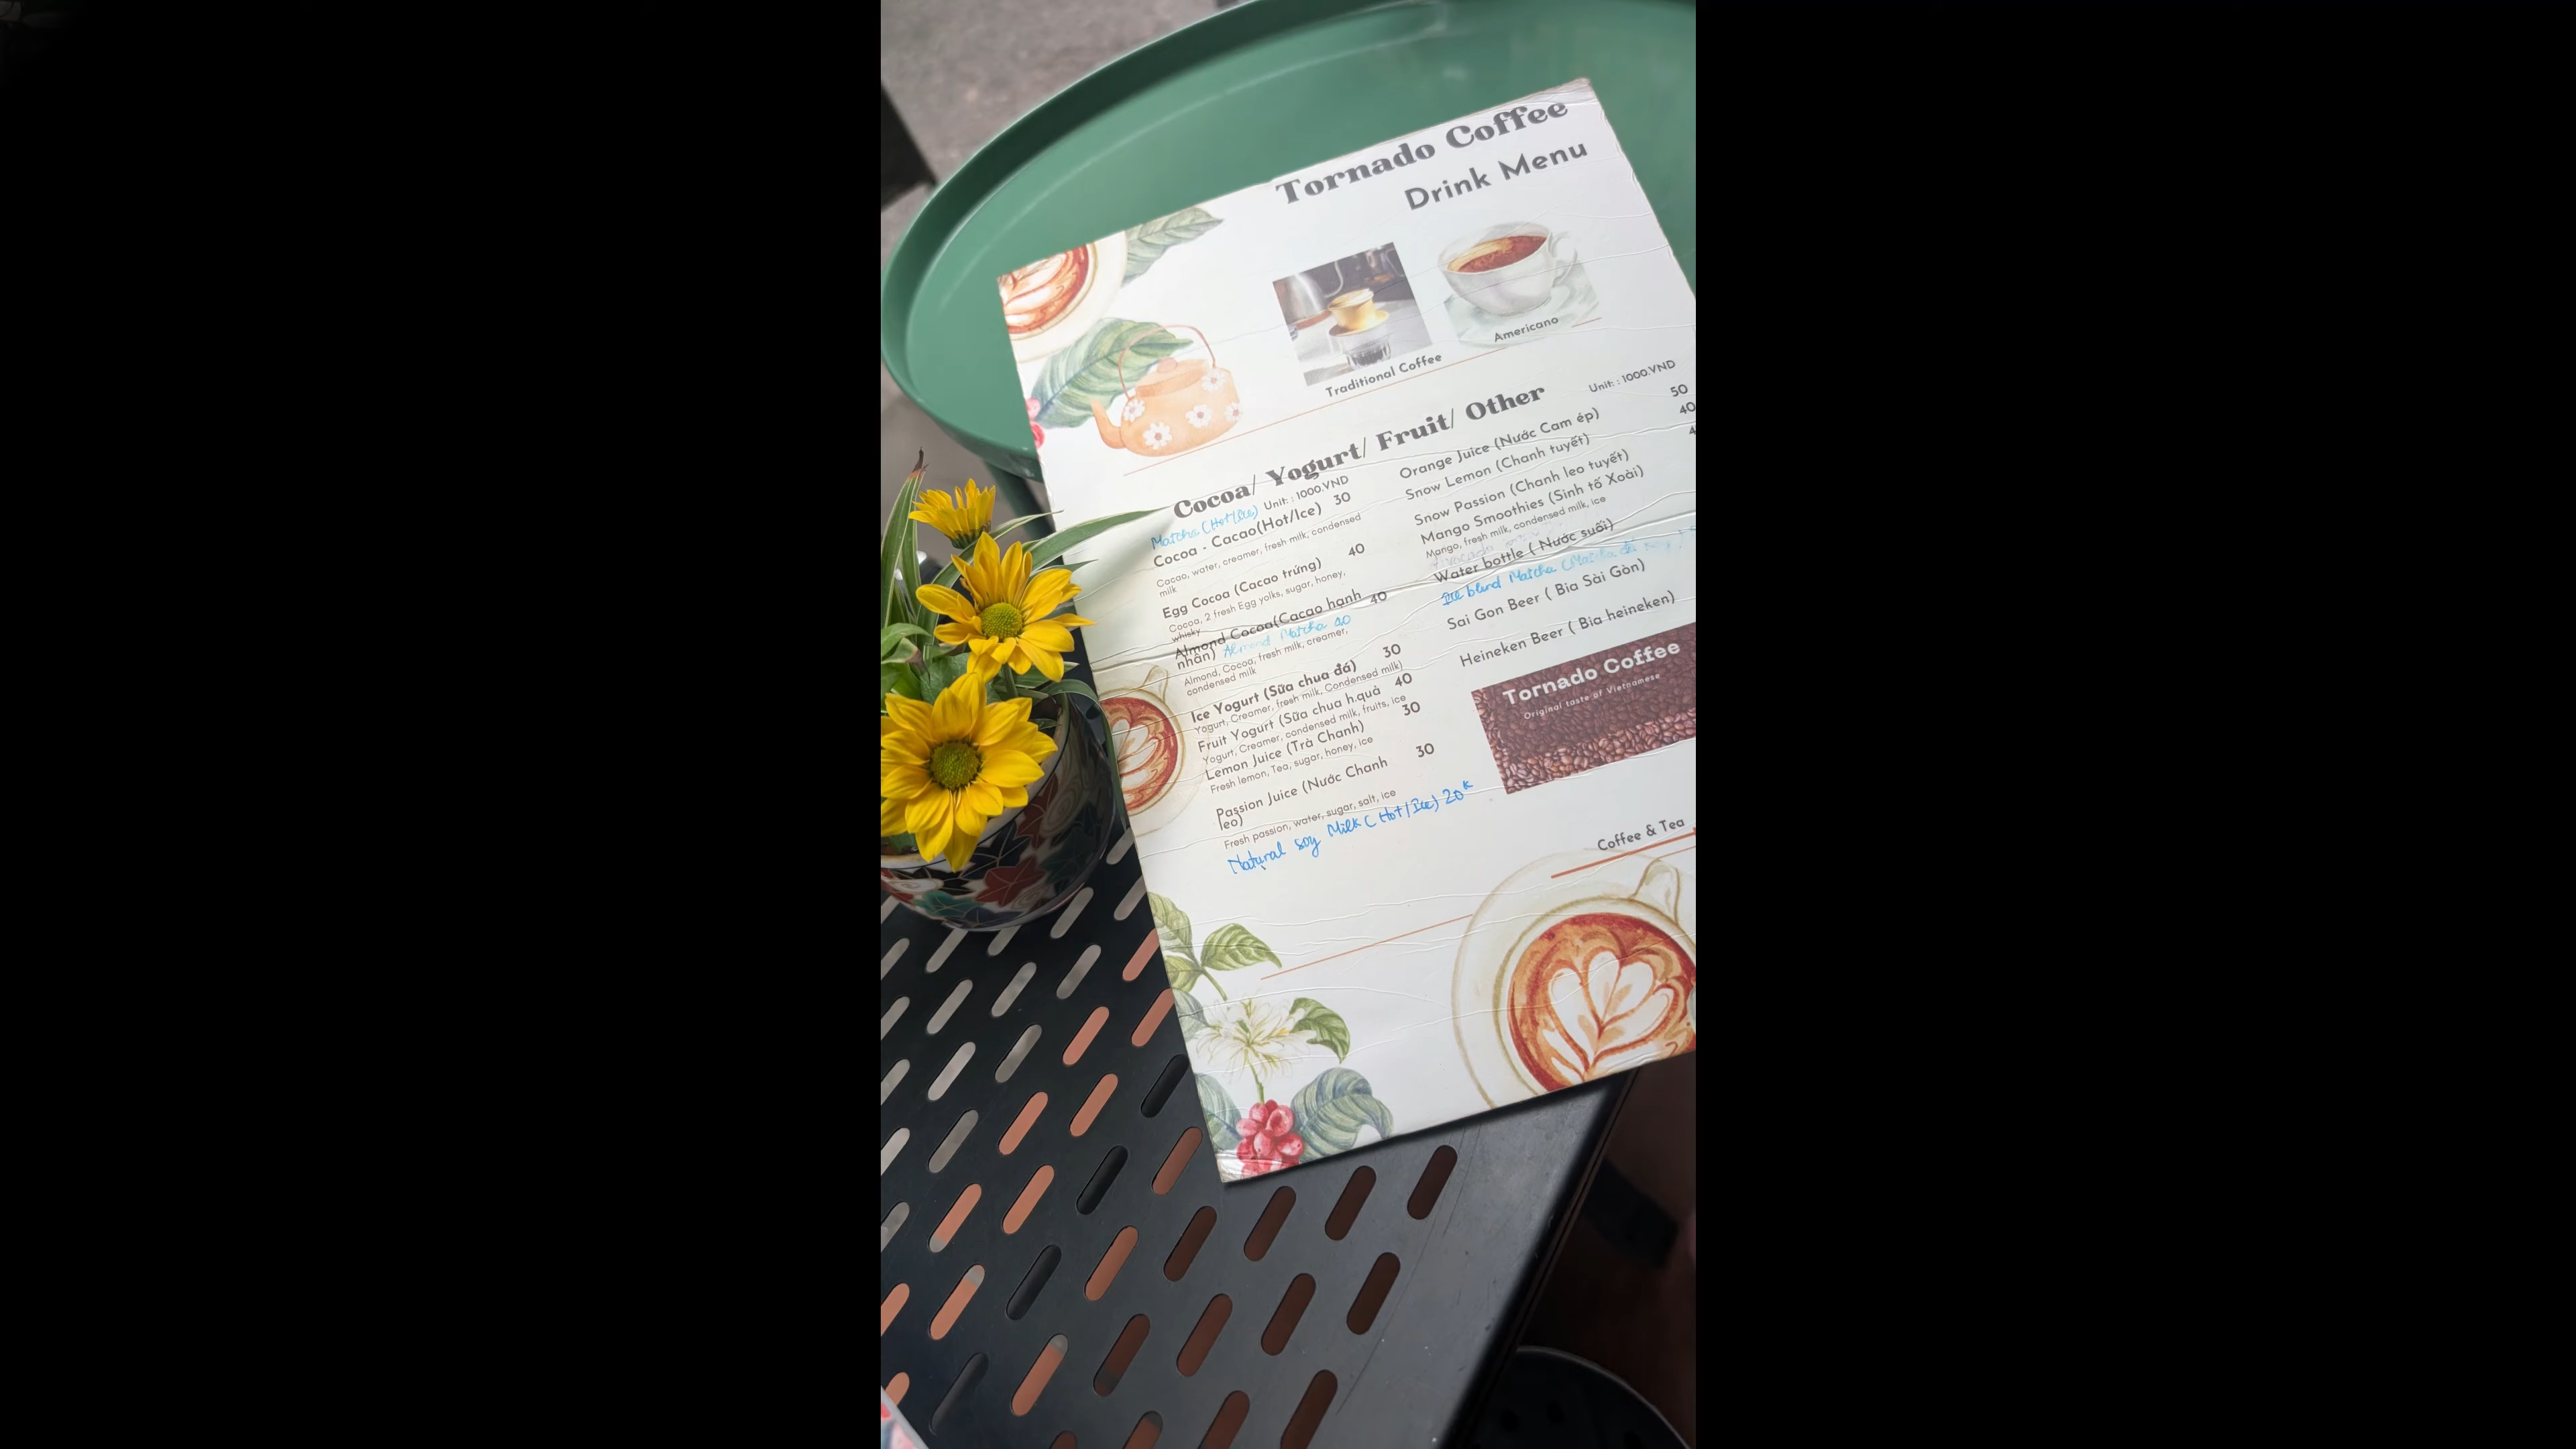 Tornado Coffee
Drink Menu
Traditional Coffee
Americano
Cocoa/ Yogurt/ Fruit/ Other
Unit: : 1000.VND
Matcha (Hot/Ice)
Cocoa - Cacao(Hot/Ice) 30
Cacao, water, creamer, fresh milk, condensed
milk
Egg Cocoa (Cacao trứng) 40
Cocoa, 2 fresh Egg yolks, sugar, honey,
whisky
Almond Cocoa(Cacao hạnh 40
nhân) Almond Matcha 40
Almond, Cocoa, fresh milk, creamer,
condensed milk
Ice Yogurt (Sữa chua đá) 30
Yogurt, Creamer, fresh milk, Condensed milk)
Fruit Yogurt (Sữa chua h.quả 40
Yogurt, Creamer, condensed milk, fruits, ice
Lemon Juice (Trà Chanh) 30
Fresh lemon, Tea, sugar, honey, ice
Passion Juice (Nước Chanh 30
leo)
Fresh passion, water, sugar, salt, ice
Natural soy Milk (Hot/Ice) 20k
Unit: : 1000.VND
Orange Juice (Nước Cam ép) 50
Snow Lemon (Chanh tuyết) 40
Snow Passion (Chanh leo tuyết)
Mango Smoothies (Sinh tố Xoài)
Mango, fresh milk, condensed milk, ice
Water bottle ( Nước suối)
Ice blend Matcha (Matcha đá
Sai Gon Beer ( Bia Sài Gòn)
Heineken Beer ( Bia heineken)
Tornado Coffee
Original taste of Vietnamese
Coffee & Tea